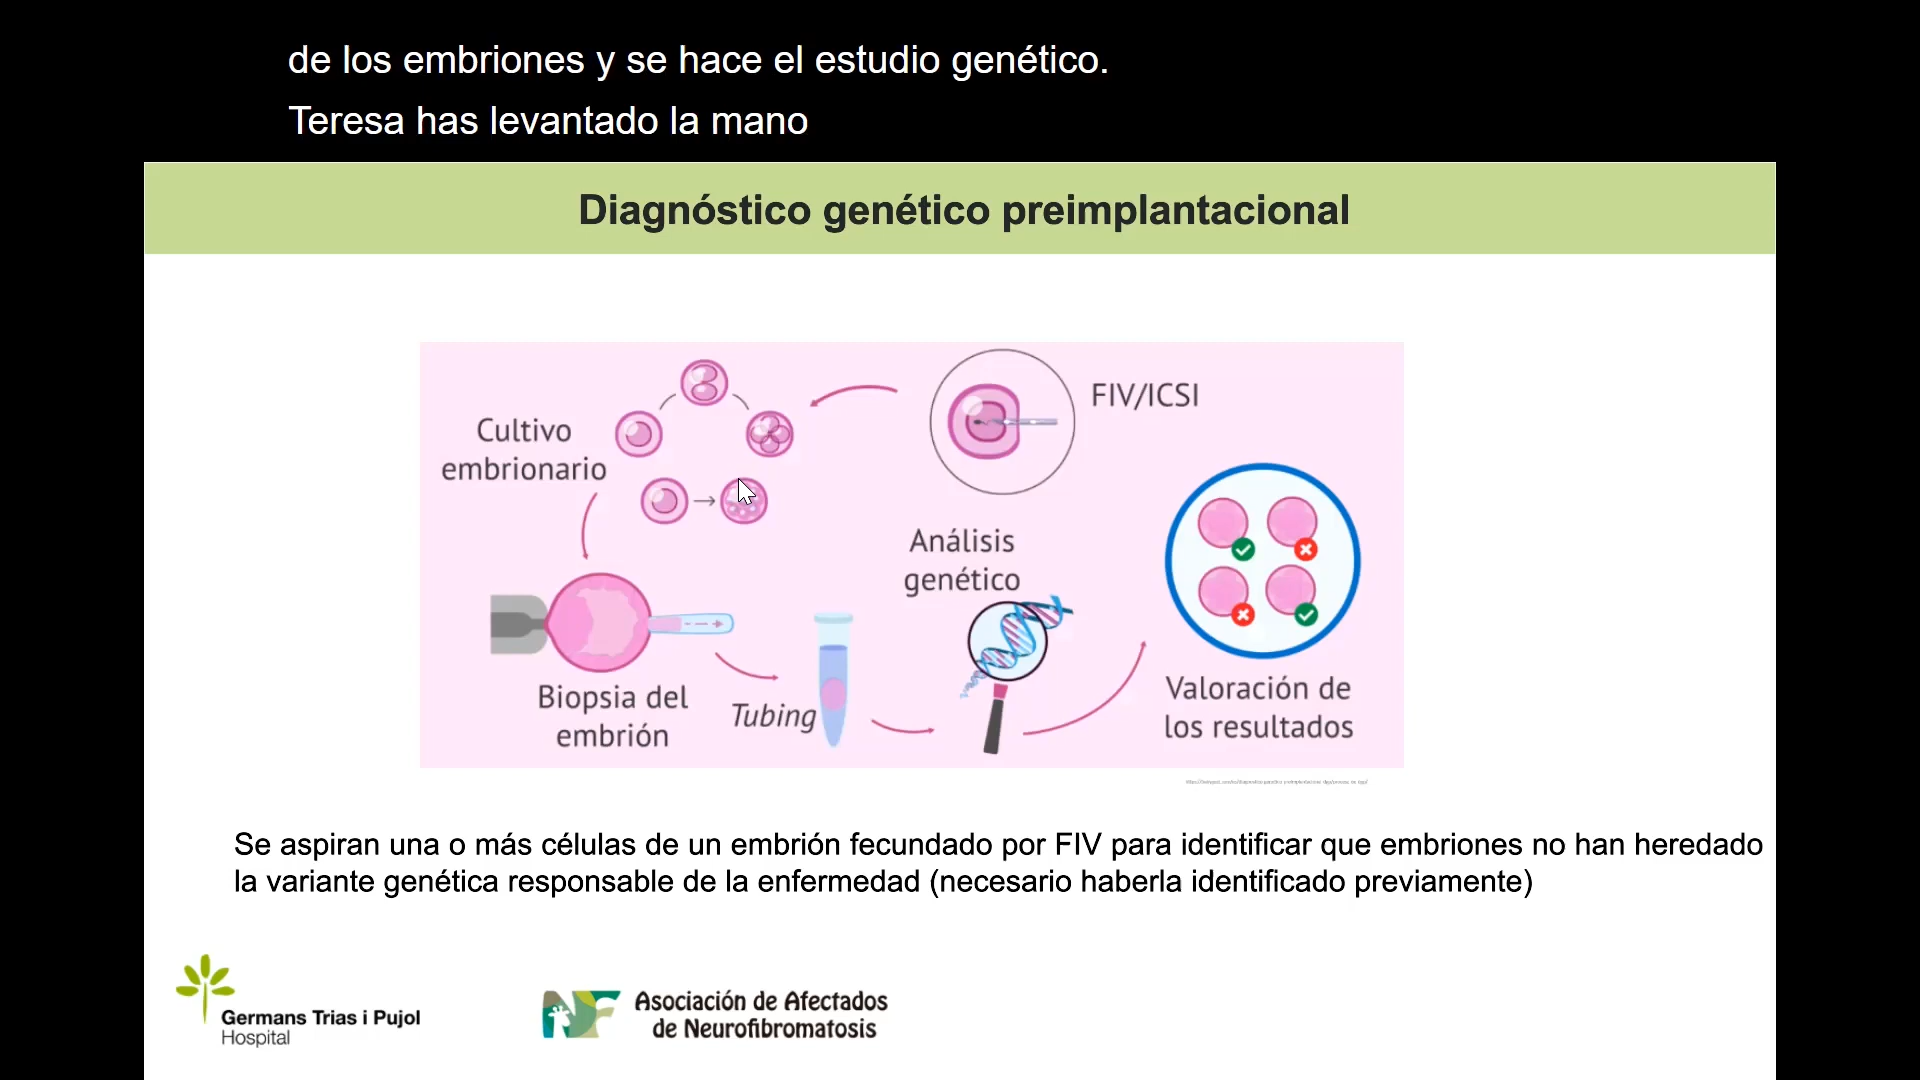 de los embriones y se hace el estudio genético.
Teresa has levantado la mano
Diagnóstico genético preimplantacional
Cultivo
embrionario
FIV/ICSI
Análisis
genético
Biopsia del
embrión
Tubing
Valoración de
los resultados
Se aspiran una o más células de un embrión fecundado por FIV para identificar que embriones no han heredado
la variante genética responsable de la enfermedad (necesario haberla identificado previamente)
Germans Trias i Pujol
Hospital
NF
Asociación de Afectados
de Neurofibromatosis